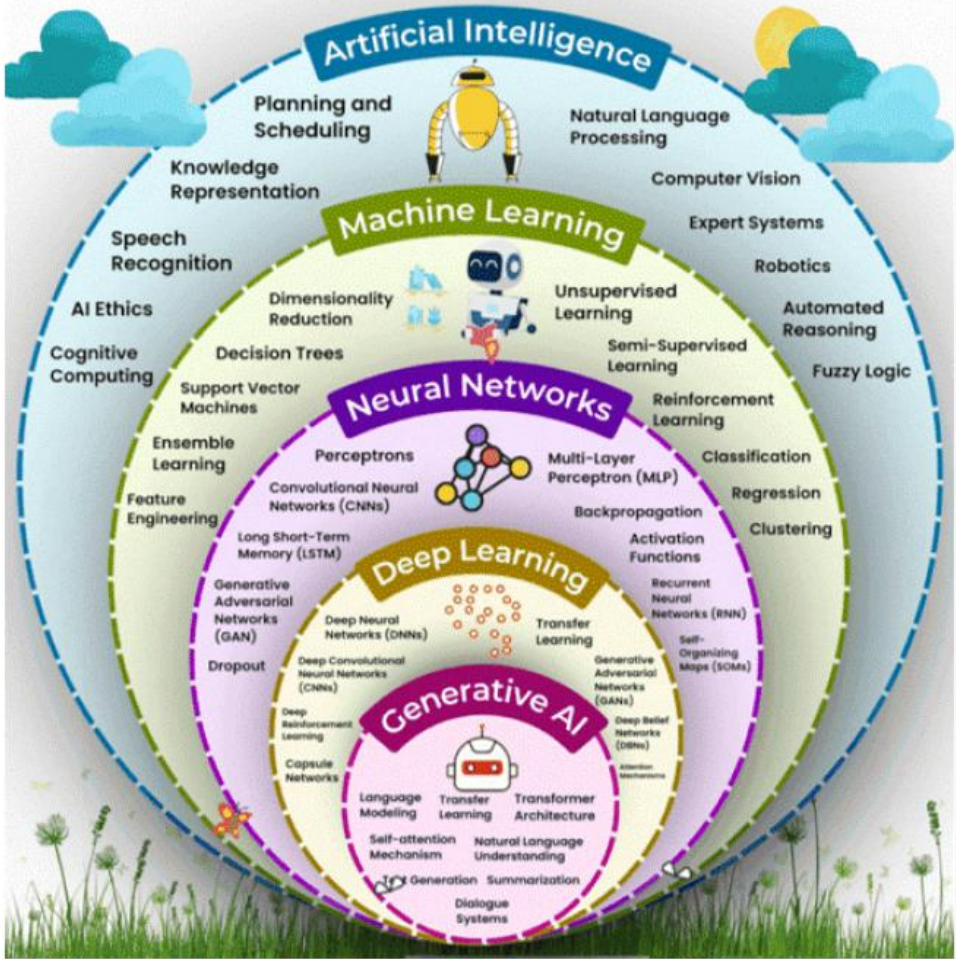 Artificial Intelligence
Planning and
Scheduling
Natural Language
Processing
Knowledge
Representation
Computer Vision
Expert Systems
Speech
Recognition
Robotics
AI Ethics
Automated
Reasoning
Cognitive
Computing
Fuzzy Logic
Machine Learning
Dimensionality
Reduction
Unsupervised
Learning
Decision Trees
Semi-Supervised
Learning
Support Vector
Machines
Reinforcement
Learning
Ensemble
Learning
Classification
Feature
Engineering
Regression
Clustering
Neural Networks
Perceptrons
Multi-Layer
Perceptron (MLP)
Convolutional Neural
Networks (CNNs)
Backpropagation
Long Short-Term
Memory (LSTM)
Activation
Functions
Generative
Adversarial
Networks
(GAN)
Recurrent
Neural
Networks (RNN)
Dropout
Self-
Organizing
Maps (SOMs)
Deep Learning
Deep Neural
Networks (DNNs)
Transfer
Learning
Deep Convolutional
Neural Networks
(CNNs)
Generative
Adversarial
Networks
(GANs)
Deep
Reinforcement
Learning
Deep Belief
Networks
(DBNs)
Capsule
Networks
Attention
Mechanisms
Generative AI
Language
Modeling
Transfer
Learning
Transformer
Architecture
Self-attention
Mechanism
Natural Language
Understanding
Text Generation
Summarization
Dialogue
Systems